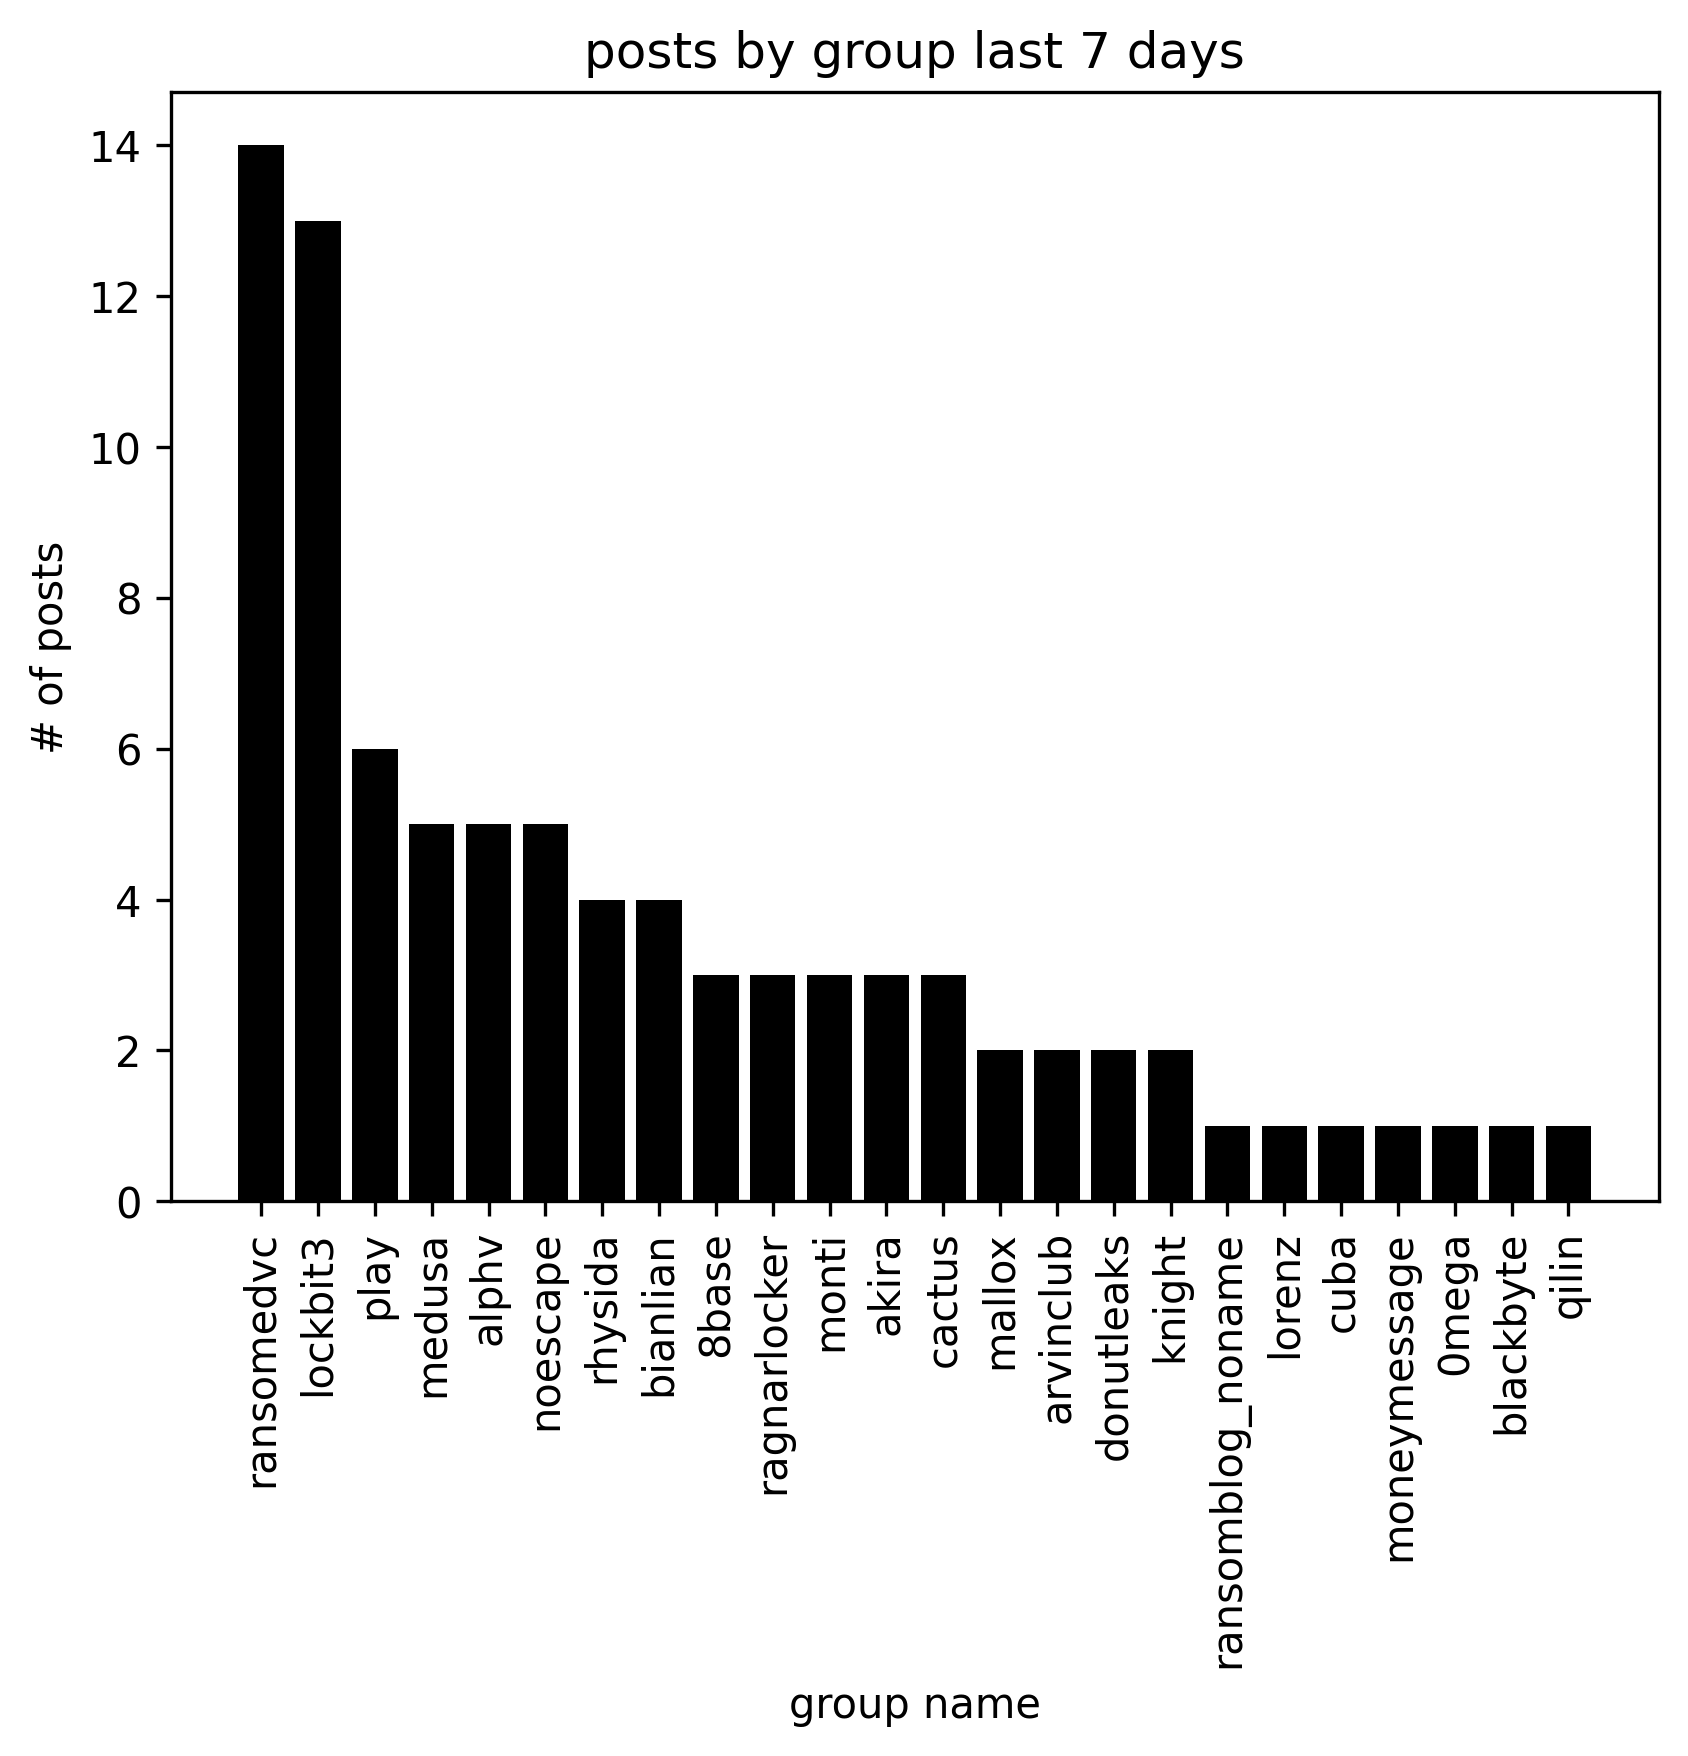 posts by group last 7 days
# of posts
14
12
10
8
6
4
2
0
ransomedvc
lockbit3
play
medusa
alphv
noescape
rhysida
bianlian
8base
ragnarlocker
monti
akira
cactus
mallox
arvinclub
donutleaks
knight
ransomblog_noname
lorenz
cuba
moneymessage
0mega
blackbyte
qilin
group name